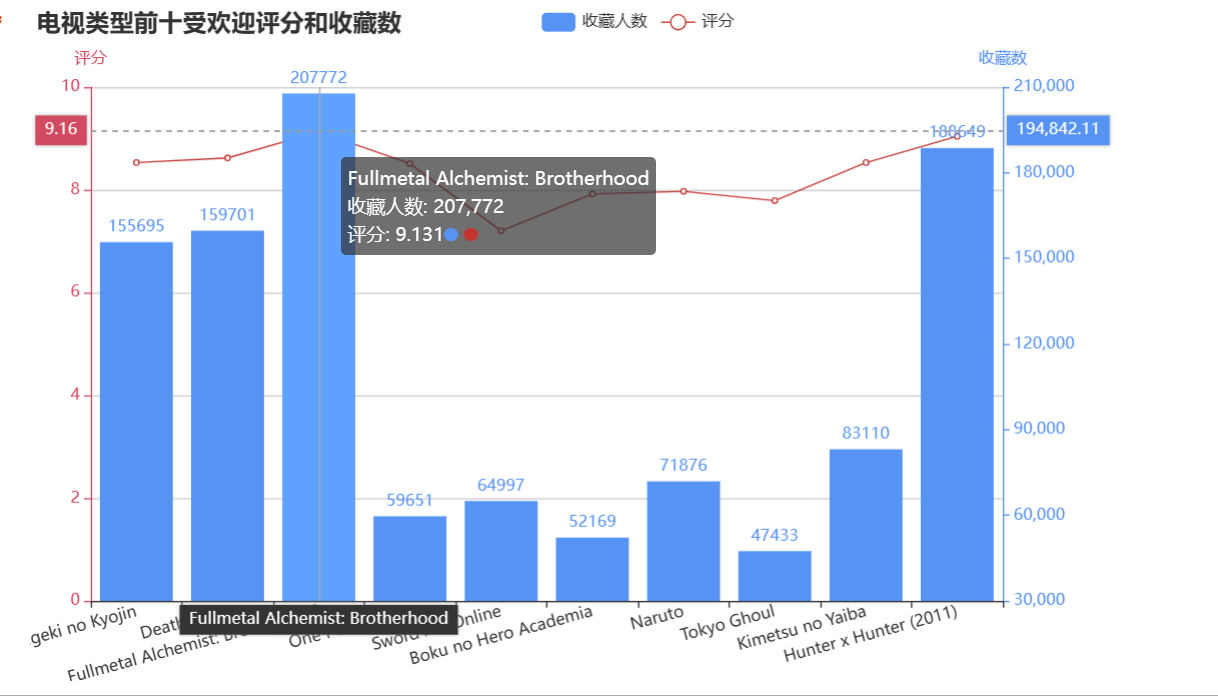 电视类型前十受欢迎评分和收藏数
收藏人数 评分
评分
收藏数
10
8
6
4
2
0
9.16
210,000
194,842.11
180,000
150,000
120,000
90,000
60,000
30,000
155695
159701
207772
59651
64997
52169
71876
47433
83110
188649
Fullmetal Alchemist: Brotherhood
收藏人数: 207,772
评分: 9.131
geki no Kyojin
Fullmetal Alchemist:
Fullmetal Alchemist: Brotherhood
Sword
Online
Boku no Hero Academia
Naruto
Tokyo Ghoul
Kimetsu no Yaiba
Hunter x Hunter (2011)